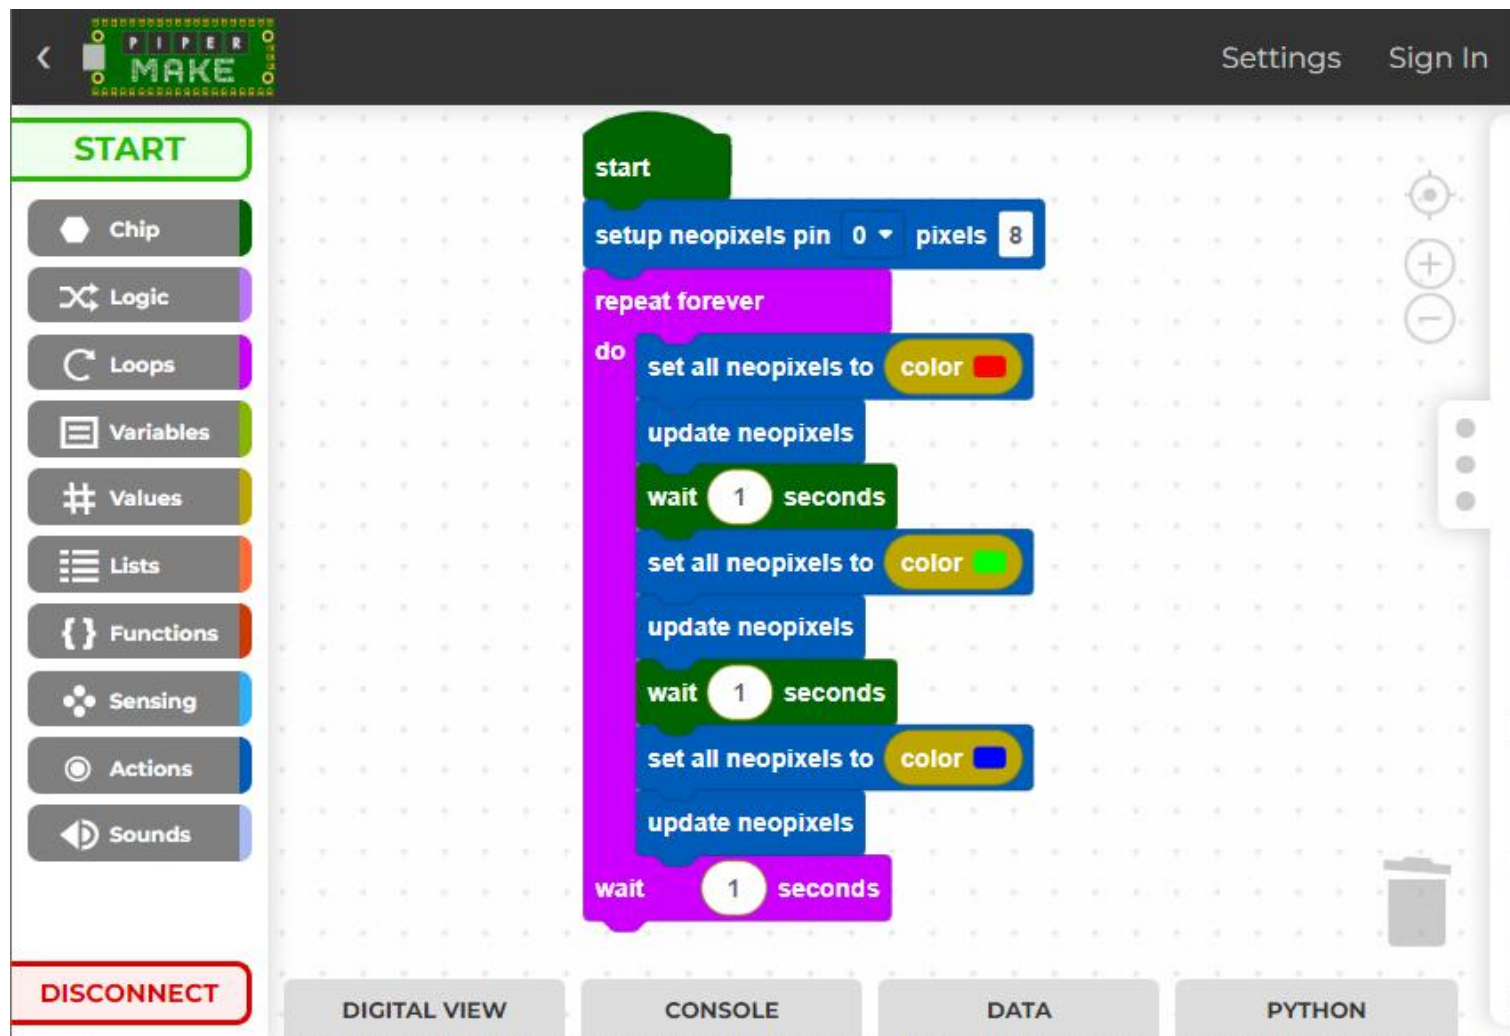 PIPER
MAKE
Settings Sign In
START
Chip
Logic
Loops
Variables
Values
Lists
Functions
Sensing
Actions
Sounds
DISCONNECT
start
setup neopixels pin 0 pixels 8
repeat forever
do
set all neopixels to color
update neopixels
wait 1 seconds
set all neopixels to color
update neopixels
wait 1 seconds
set all neopixels to color
update neopixels
wait 1 seconds
DIGITAL VIEW CONSOLE DATA PYTHON